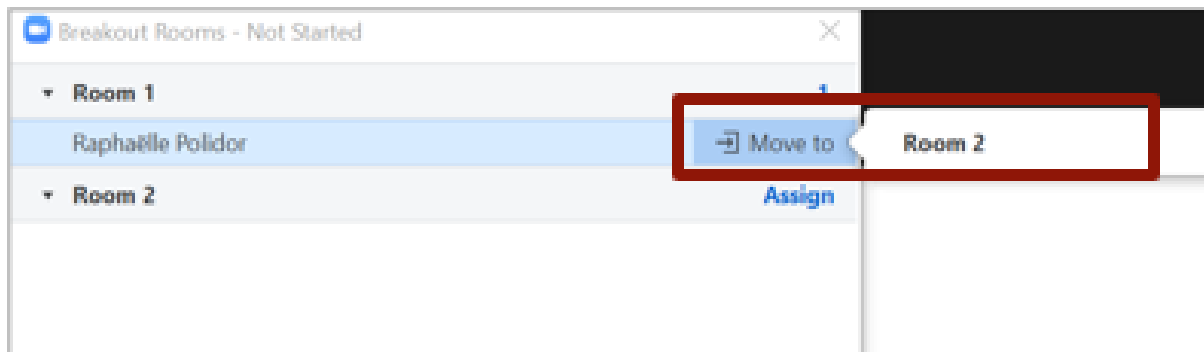 Breakout Rooms - Not Started
Room 1 1
Raphaëlle Polidor Move to Room 2
Room 2 Assign